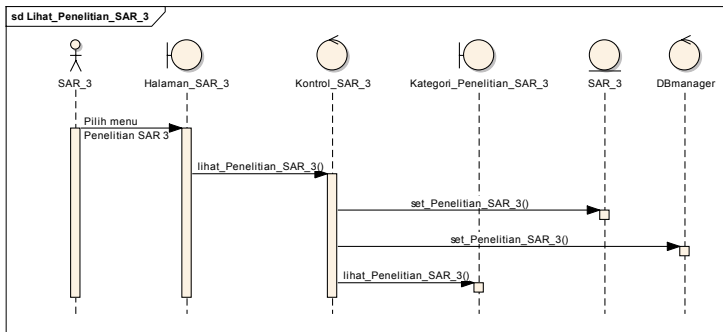 sd Lihat_Penelitian_SAR_3
SAR_3
Halaman_SAR_3
Kontrol_SAR_3
Kategori_Penelitian_SAR_3
SAR_3
DBmanager
Pilih menu
Penelitian SAR 3
lihat_Penelitian_SAR_3()
set_Penelitian_SAR_3()
set_Penelitian_SAR_3()
lihat_Penelitian_SAR_3()